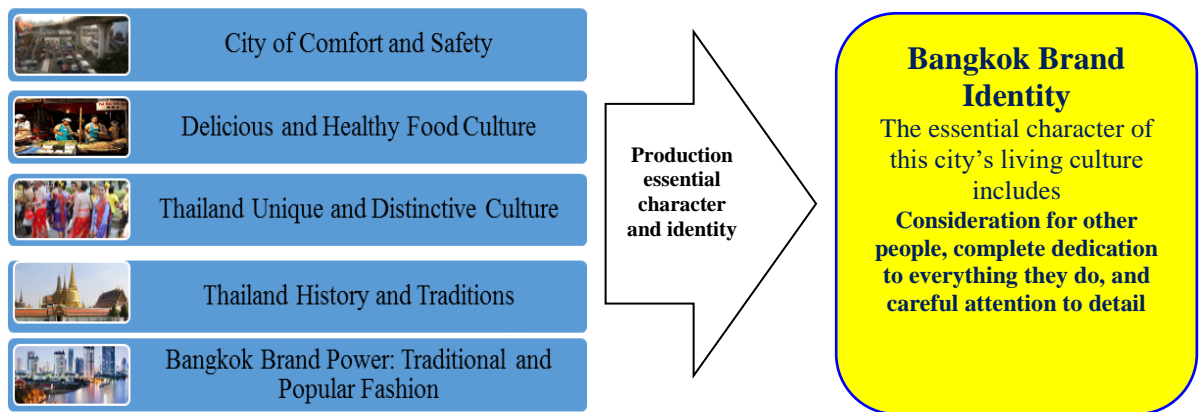 City of Comfort and Safety
Delicious and Healthy Food Culture
Thailand Unique and Distinctive Culture
Thailand History and Traditions
Bangkok Brand Power: Traditional and
Popular Fashion
Production
essential
character
and identity
Bangkok Brand
Identity
The essential character of
this city's living culture
includes
Consideration for other
people, complete dedication
to everything they do, and
careful attention to detail